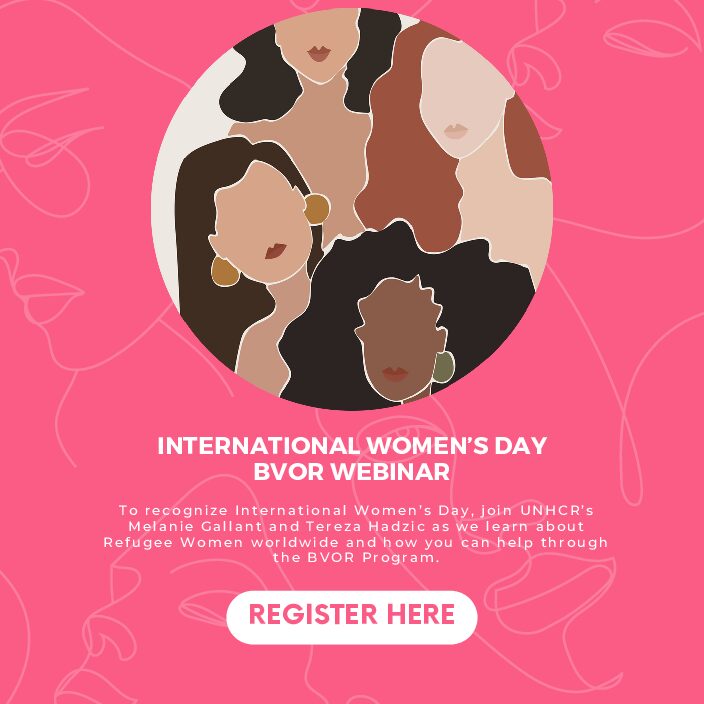 INTERNATIONAL WOMEN'S DAY
BVOR WEBINAR
To recognize International Women's Day, join UNHCR's
Melanie Gallant and Tereza Hadzic as we learn about
Refugee Women worldwide and how you can help through
the BVOR Program.
REGISTER HERE